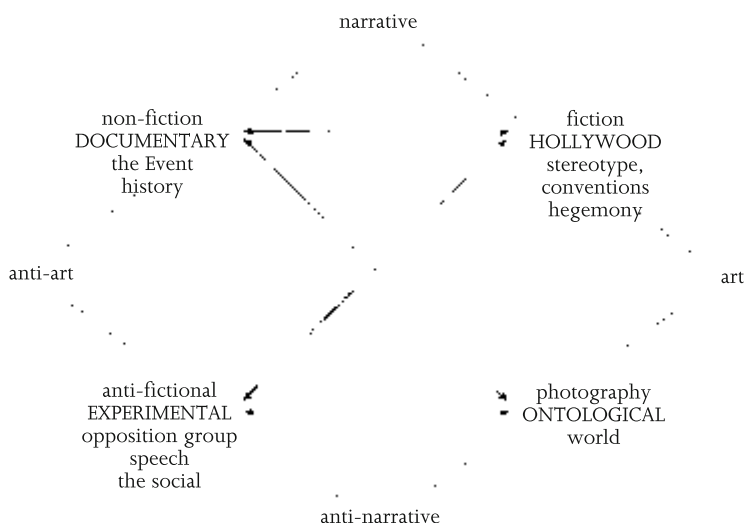 narrative
non-fiction
DOCUMENTARY
the Event
history
fiction
HOLLYWOOD
stereotype,
conventions
hegemony
anti-art
art
anti-fictional
EXPERIMENTAL
opposition group
speech
the social
photography
ONTOLOGICAL
world
anti-narrative